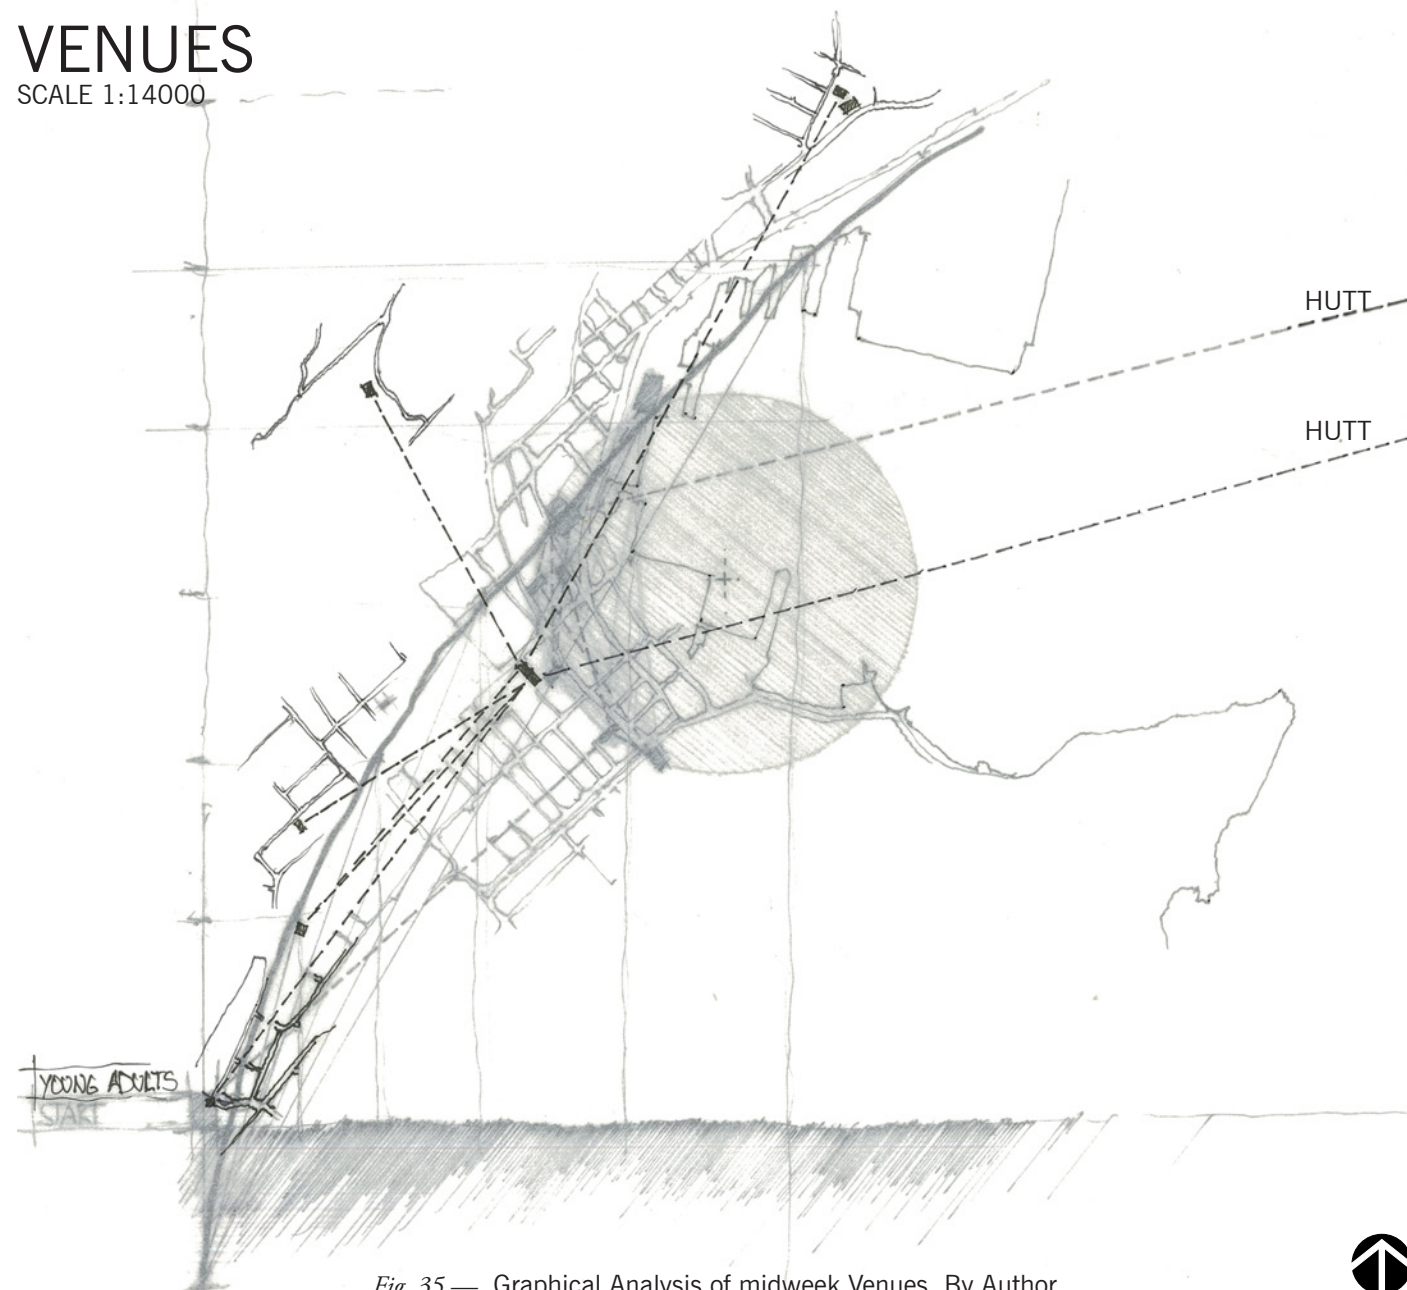 VENUES
SCALE 1:14000
HUTT
HUTT
YOUNG ADULTS
START
Fig. 35 — Graphical Analysis of midweek Venues. By Author